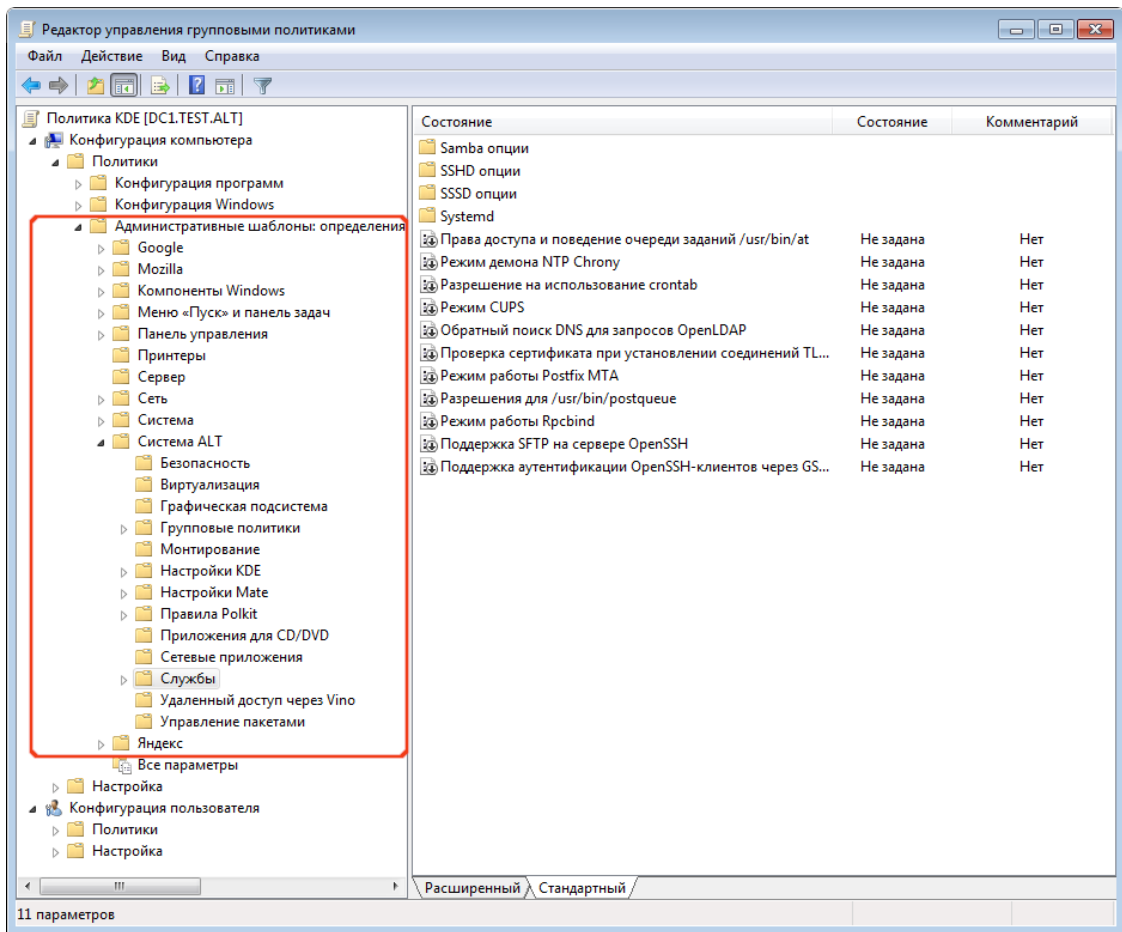 Редактор управления групповыми политиками
Файл Действие Вид Справка
Политика KDE [DC1.TEST.ALT]
Конфигурация компьютера
Политики
Конфигурация программ
Конфигурация Windows
Административные шаблоны: определения
Google
Mozilla
Компоненты Windows
Меню «Пуск» и панель задач
Панель управления
Принтеры
Сервер
Сеть
Система
Система ALT
Безопасность
Виртуализация
Графическая подсистема
Групповые политики
Монтирование
Настройки KDE
Настройки Mate
Правила Polkit
Приложения для CD/DVD
Сетевые приложения
Службы
Удаленный доступ через Vino
Управление пакетами
Яндекс
Все параметры
Настройка
Конфигурация пользователя
Политики
Настройка
Состояние Состояние Комментарий
Samba опции
SSHD опции
SSSD опции
Systemd
Права доступа и поведение очереди заданий /usr/bin/at Не задана Нет
Режим демона NTP Chrony Не задана Нет
Разрешение на использование crontab Не задана Нет
Режим CUPS Не задана Нет
Обратный поиск DNS для запросов OpenLDAP Не задана Нет
Проверка сертификата при установлении соединений TL... Не задана Нет
Режим работы Postfix MTA Не задана Нет
Разрешения для /usr/bin/postqueue Не задана Нет
Режим работы Rpcbind Не задана Нет
Поддержка SFTP на сервере OpenSSH Не задана Нет
Поддержка аутентификации OpenSSH-клиентов через GS... Не задана Нет
Расширенный Стандартный
11 параметров